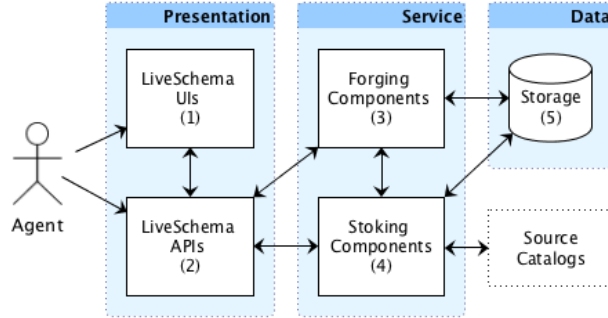 Presentation
Service
Data
LiveSchema
UIs
(1)
Forging
Components
(3)
Storage
(5)
Agent
LiveSchema
APIs
(2)
Stoking
Components
(4)
Source
Catalogs